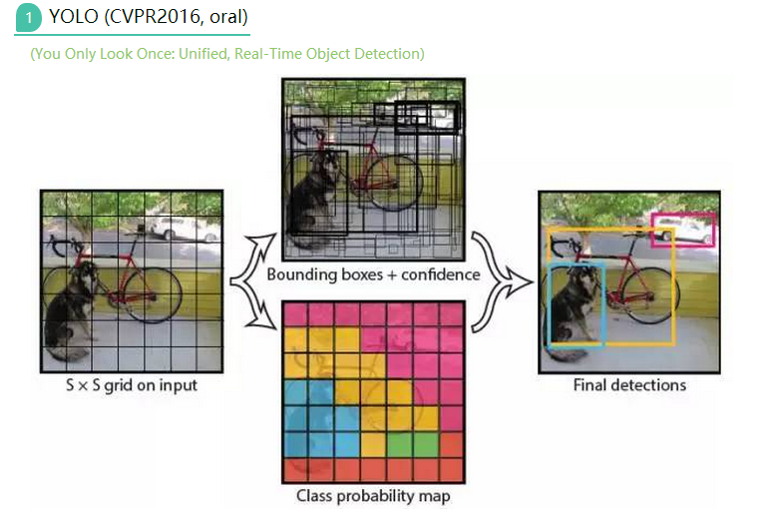 1 YOLO (CVPR2016, oral)
(You Only Look Once: Unified, Real-Time Object Detection)
S × S grid on input
Bounding boxes + confidence
Class probability map
Final detections